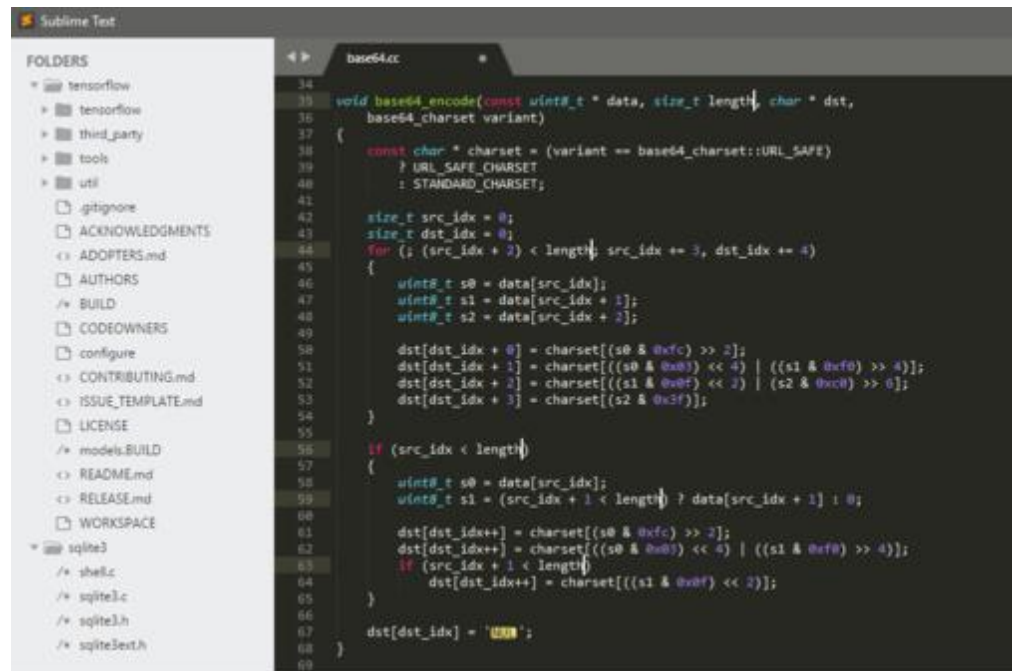 Sublime Text
FOLDERS
tensorflow
tensorflow
third_party
tools
util
.gitignore
ACKNOWLEDGMENTS
<> ADOPTERS.md
AUTHORS
/* BUILD
CODEOWNERS
configure
<> CONTRIBUTING.md
<> ISSUE_TEMPLATE.md
LICENSE
/* models.BUILD
<> README.md
<> RELEASE.md
WORKSPACE
sqlite3
/* shell.c
/* sqlite3.c
/* sqlite3.h
/* sqlite3ext.h
base64.cc
34
35 void base64_encode(const uint8_t * data, size_t length, char * dst,
36     base64_charset variant)
37 {
38     const char * charset = (variant == base64_charset::URL_SAFE)
39         ? URL_SAFE_CHARSET
40         : STANDARD_CHARSET;
41
42     size_t src_idx = 0;
43     size_t dst_idx = 0;
44     for (; (src_idx + 2) < length; src_idx += 3, dst_idx += 4)
45     {
46         uint8_t s0 = data[src_idx];
47         uint8_t s1 = data[src_idx + 1];
48         uint8_t s2 = data[src_idx + 2];
49
50         dst[dst_idx + 0] = charset[(s0 & 0xfc) >> 2];
51         dst[dst_idx + 1] = charset[((s0 & 0x03) << 4) | ((s1 & 0xf0) >> 4)];
52         dst[dst_idx + 2] = charset[((s1 & 0x0f) << 2) | (s2 & 0xc0) >> 6];
53         dst[dst_idx + 3] = charset[(s2 & 0x3f)];
54     }
55
56     if (src_idx < length)
57     {
58         uint8_t s0 = data[src_idx];
59         uint8_t s1 = (src_idx + 1 < length) ? data[src_idx + 1] : 0;
60
61         dst[dst_idx++] = charset[(s0 & 0xfc) >> 2];
62         dst[dst_idx++] = charset[((s0 & 0x03) << 4) | ((s1 & 0xf0) >> 4)];
63         if (src_idx + 1 < length)
64             dst[dst_idx++] = charset[((s1 & 0x0f) << 2)];
65     }
66
67     dst[dst_idx] = 'NUL';
68 }
69